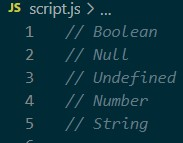 JS script.js > ...
1 // Boolean
2 // Null
3 // Undefined
4 // Number
5 // String